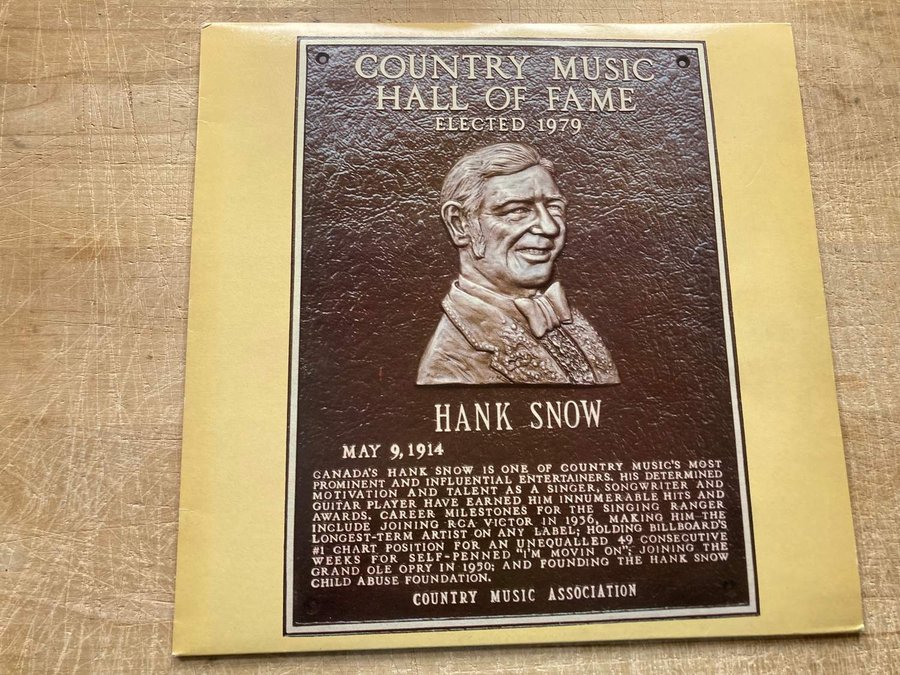 COUNTRY MUSIC
HALL OF FAME
ELECTED 1979
HANK SNOW
MAY 9, 1914
CANADA'S HANK SNOW IS ONE OF COUNTRY MUSIC'S MOST
PROMINENT AND INFLUENTIAL ENTERTAINERS. HIS DETERMINED
MOTIVATION AND TALENT AS A SINGER, SONGWRITER AND
GUITAR PLAYER HAVE EARNED HIM INNUMERABLE HITS AND
AWARDS. CAREER MILESTONES FOR THE SINGING RANGER
INCLUDE JOINING RCA VICTOR IN 1936, MAKING HIM THE
LONGEST-TERM ARTIST ON ANY LABEL; HOLDING BILLBOARD'S
#1 CHART POSITION FOR AN UNEQUALLED 49 CONSECUTIVE
WEEKS FOR SELF-PENNED "I'M MOVIN ON"; JOINING THE
GRAND OLE OPRY IN 1950; AND FOUNDING THE HANK SNOW
CHILD ABUSE FOUNDATION.
COUNTRY MUSIC ASSOCIATION